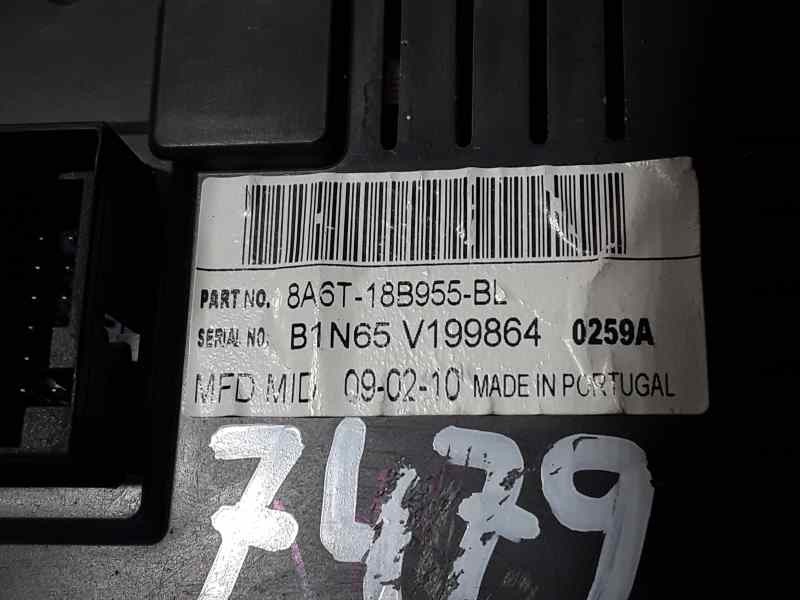 PART NO. 8A6T-18B955-BL
SERIAL NO. B1N65 V199864 0259A
MFD MID 09-02-10 MADE IN PORTUGAL
7479